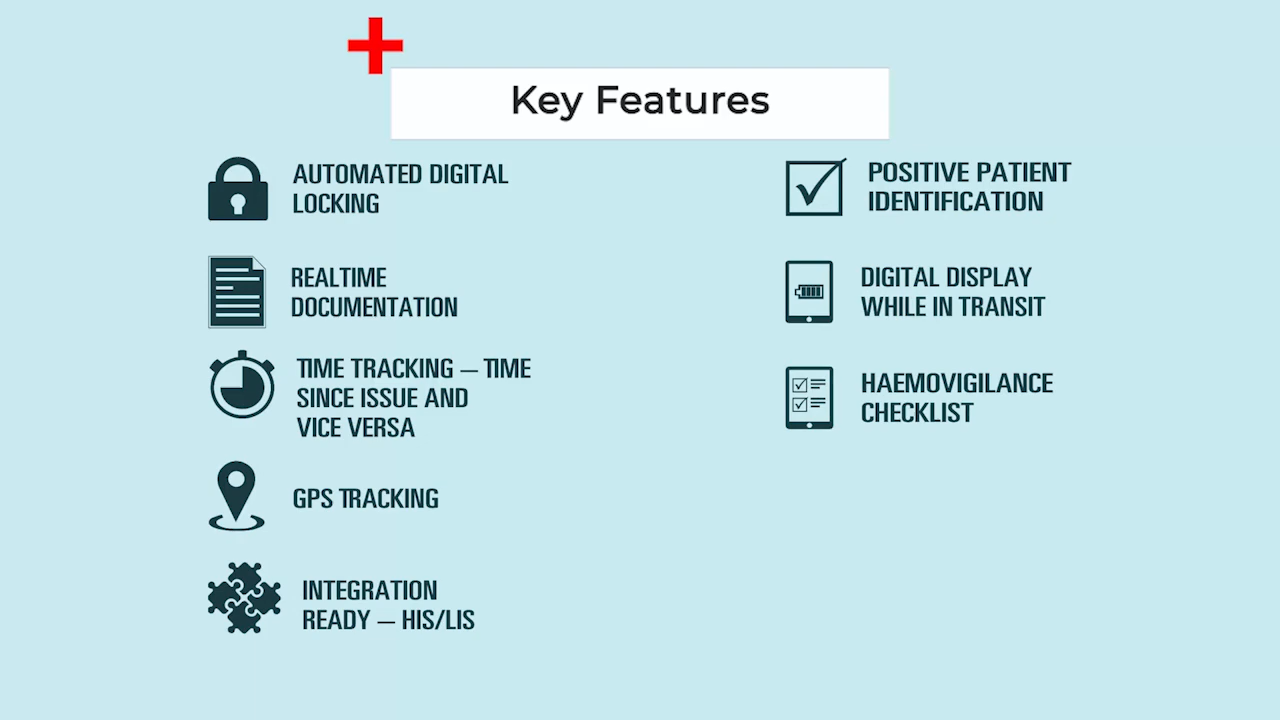 Key Features
AUTOMATED DIGITAL
LOCKING
REALTIME
DOCUMENTATION
TIME TRACKING – TIME
SINCE ISSUE AND
VICE VERSA
GPS TRACKING
INTEGRATION
READY – HIS/LIS
POSITIVE PATIENT
IDENTIFICATION
DIGITAL DISPLAY
WHILE IN TRANSIT
HAEMOVIGILANCE
CHECKLIST